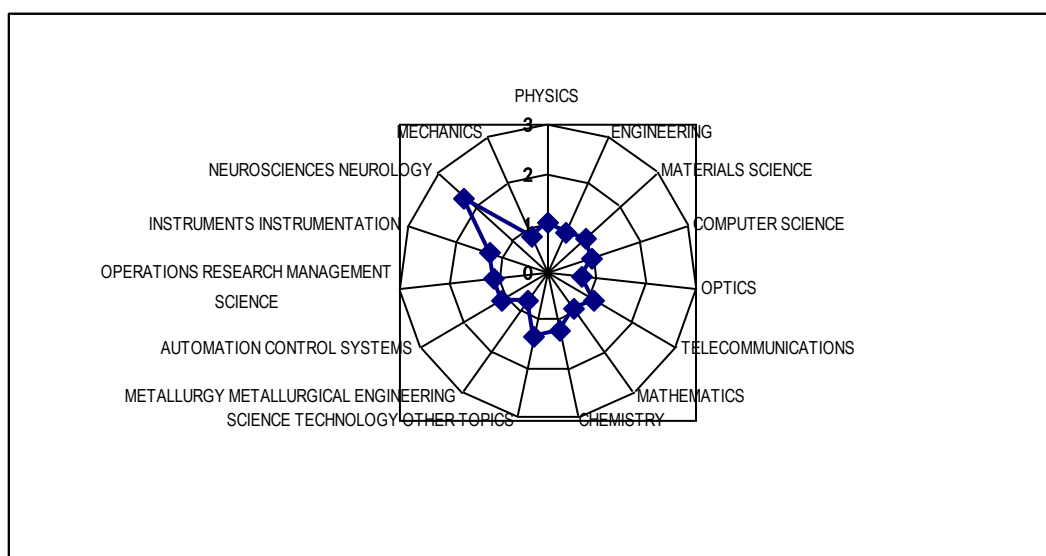 PHYSICS
3
MECHANICS
ENGINEERING
NEUROSCIENCES NEUROLOGY
2
MATERIALS SCIENCE
INSTRUMENTS INSTRUMENTATION
1
COMPUTER SCIENCE
OPERATIONS RESEARCH MANAGEMENT
SCIENCE
0
OPTICS
AUTOMATION CONTROL SYSTEMS
TELECOMMUNICATIONS
METALLURGY METALLURGICAL ENGINEERING
MATHEMATICS
SCIENCE TECHNOLOGY OTHER TOPICS
CHEMISTRY